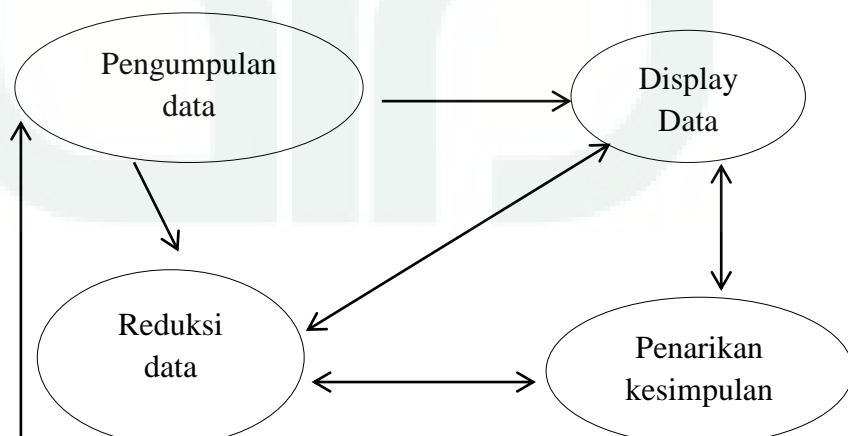 Pengumpulan
data
Display
Data
Reduksi
data
Penarikan
kesimpulan